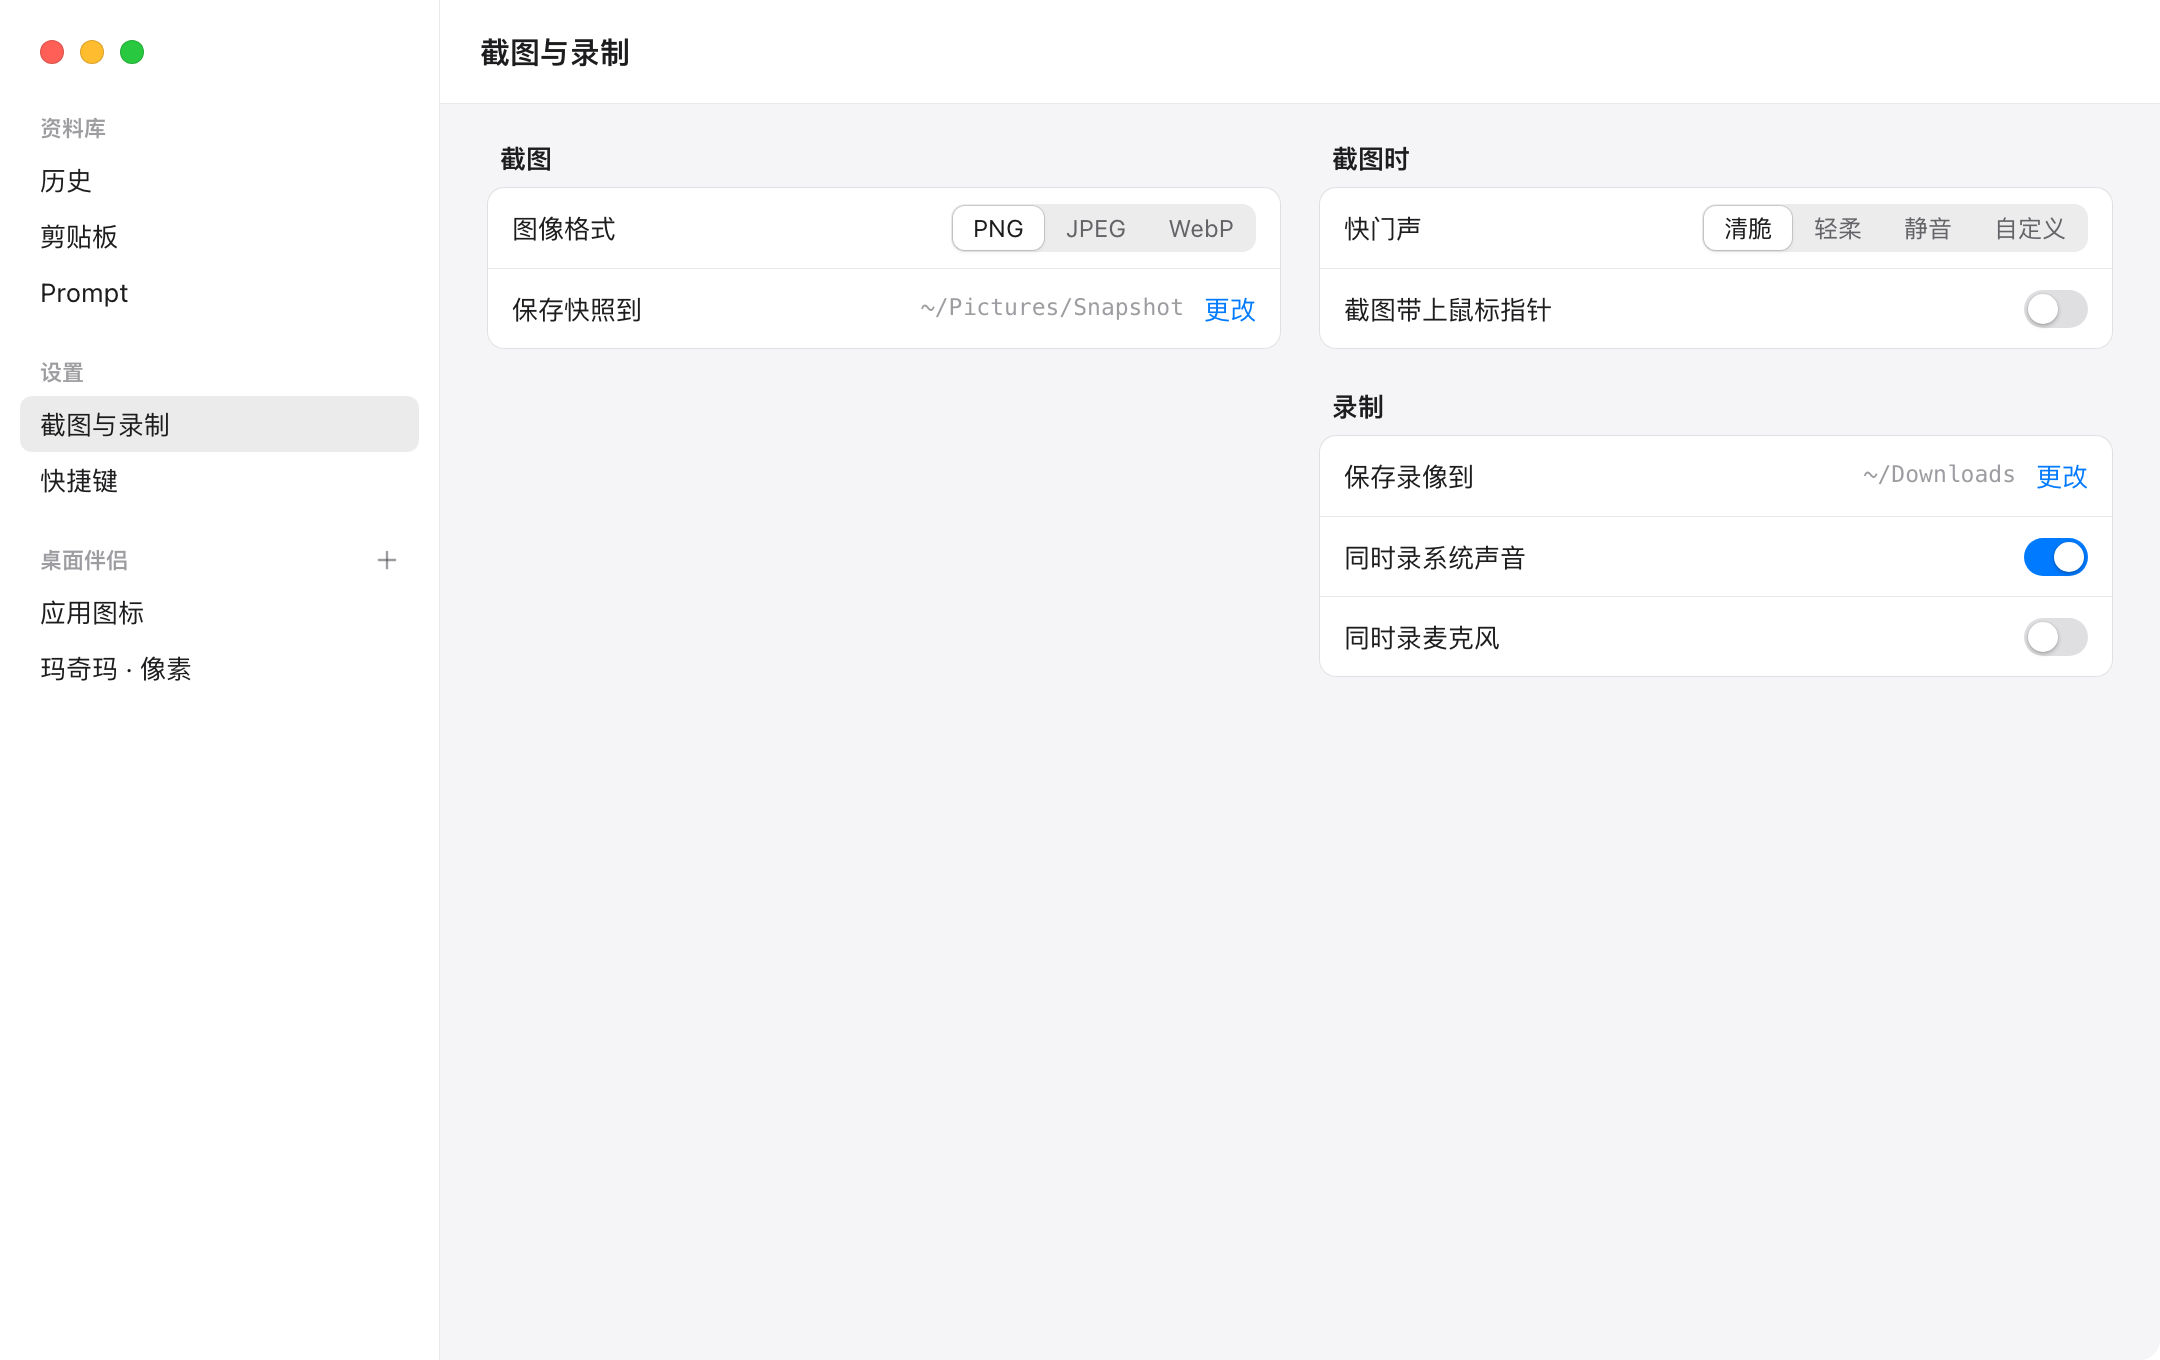 资料库
历史
剪贴板
Prompt
设置
截图与录制
快捷键
桌面伴侣
应用图标
玛奇玛 · 像素
截图与录制
截图
图像格式 PNG JPEG WebP
保存快照到 ~/Pictures/Snapshot 更改
截图时
快门声 清脆 轻柔 静音 自定义
截图带上鼠标指针
录制
保存录像到 ~/Downloads 更改
同时录系统声音
同时录麦克风